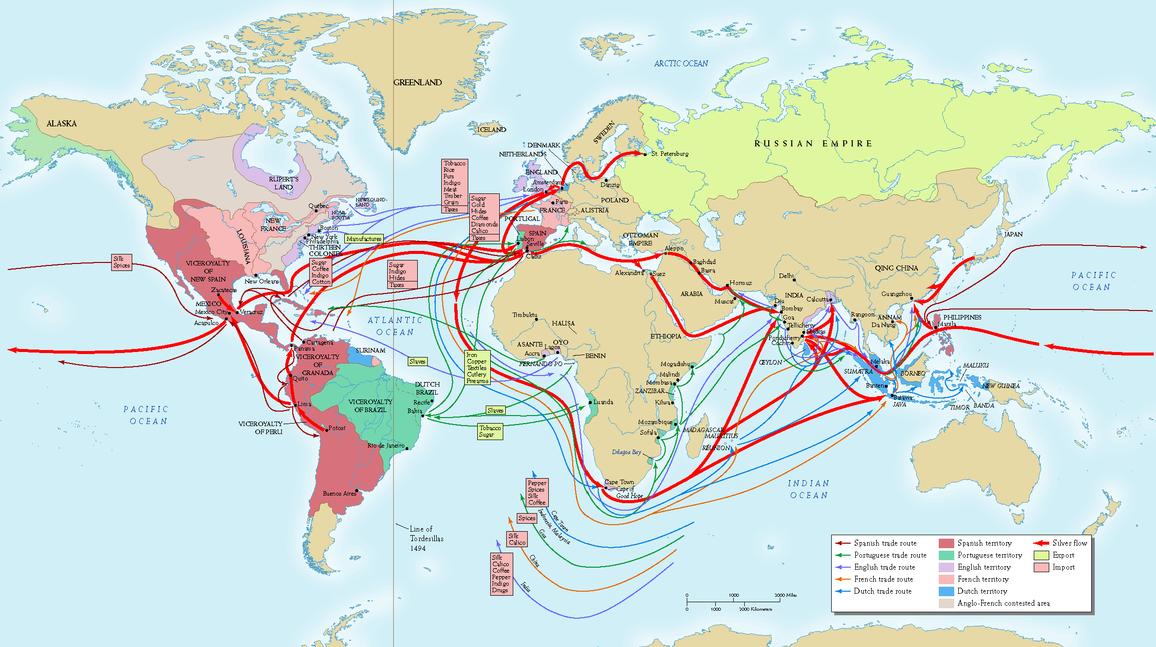 GREENLAND
ARCTIC OCEAN
ALASKA
ICELAND
SWEDEN
RUSSIAN EMPIRE
DENMARK
NETHERLANDS
St. Petersburg
ENGLAND
Amsterdam
London
Danzig
POLAND
Paris
FRANCE
AUSTRIA
RUPERT'S
LAND
Quebec
NEWFOUND-
LAND
NOVA
SCOTIA
NEW
FRANCE
Boston
New York
Philadelphia
THIRTEEN
COLONIES
LOUISIANA
New Orleans
Tobacco
Rice
Furs
Indigo
Meat
Timber
Grain
Taxes
Sugar
Gold
Hides
Coffee
Diamonds
Calico
Taxes
Manufactures
Sugar
Coffee
Indigo
Cotton
Sugar
Indigo
Hides
Taxes
Silk
Spices
PORTUGAL
SPAIN
Lisbon
Seville
Cadiz
OTTOMAN
EMPIRE
Aleppo
Baghdad
Basra
Alexandria
Suez
Hormuz
Muscat
ARABIA
Delhi
INDIA
Calcutta
Diu
Bombay
Goa
Tellicherry
Pondicherry
Cochin
CEYLON
QING CHINA
JAPAN
Guangzhou
Rangoon
ANNAM
Da Nang
PHILIPPINES
Manila
PACIFIC
OCEAN
VICEROYALTY
OF
NEW SPAIN
Zacatecas
MEXICO
Mexico City
Veracruz
Acapulco
ATLANTIC
OCEAN
Cartagena
Panama
VICEROYALTY
OF
GRANADA
SURINAM
Quito
Lima
VICEROYALTY
OF PERU
Potosi
VICEROYALTY
OF BRAZIL
DUTCH
BRAZIL
Recife
Bahia
Rio de Janeiro
Buenos Aires
PACIFIC
OCEAN
Slaves
Iron
Copper
Textiles
Cutlery
Firearms
Slaves
Tobacco
Sugar
Timbuktu
HAUSA
ASANTE
OYO
Lagos
Accra
BENIN
FERNANDO PO
ETHIOPIA
Mogadishu
Malindi
Mombasa
ZANZIBAR
Kilwa
Luanda
Mozambique
Sofala
MADAGASCAR
MAURITIUS
RÉUNION
Delagoa Bay
Cape Town
Cape of
Good Hope
INDIAN
OCEAN
Melaka
SUMATRA
BORNEO
Banten
Batavia
JAVA
MALUKU
NEW GUINEA
TIMOR
BANDA
Pepper
Spices
Silk
Coffee
Spices
Silk
Calico
Silk
Calico
Coffee
Pepper
Indigo
Drugs
Cape Town
Indonesia, Malaysia
Goa
China
India
Line of
Tordesillas
1494
0 1000 2000 3000 Miles
0 1000 2000 Kilometers
Spanish trade route
Portuguese trade route
English trade route
French trade route
Dutch trade route
Spanish territory
Portuguese territory
English territory
French territory
Dutch territory
Anglo-French contested area
Silver flow
Export
Import